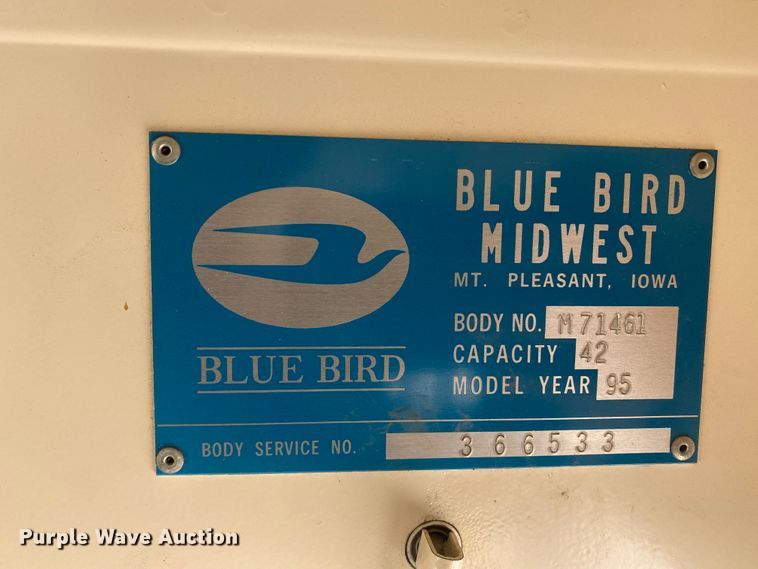 BLUE BIRD
MIDWEST
MT. PLEASANT, IOWA
BODY NO. M71461
CAPACITY 42
MODEL YEAR 95
BLUE BIRD
BODY SERVICE NO. 366533
Purple Wave Auction